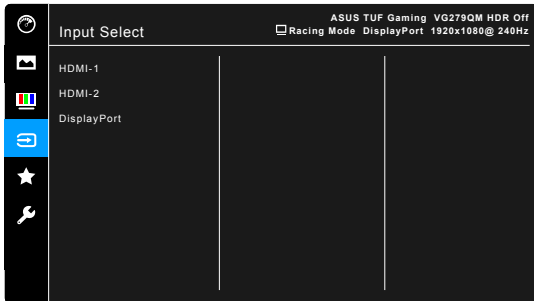 ASUS TUF Gaming VG279QM HDR Off
Input Select
Racing Mode DisplayPort 1920x1080@ 240Hz
HDMI-1
HDMI-2
DisplayPort